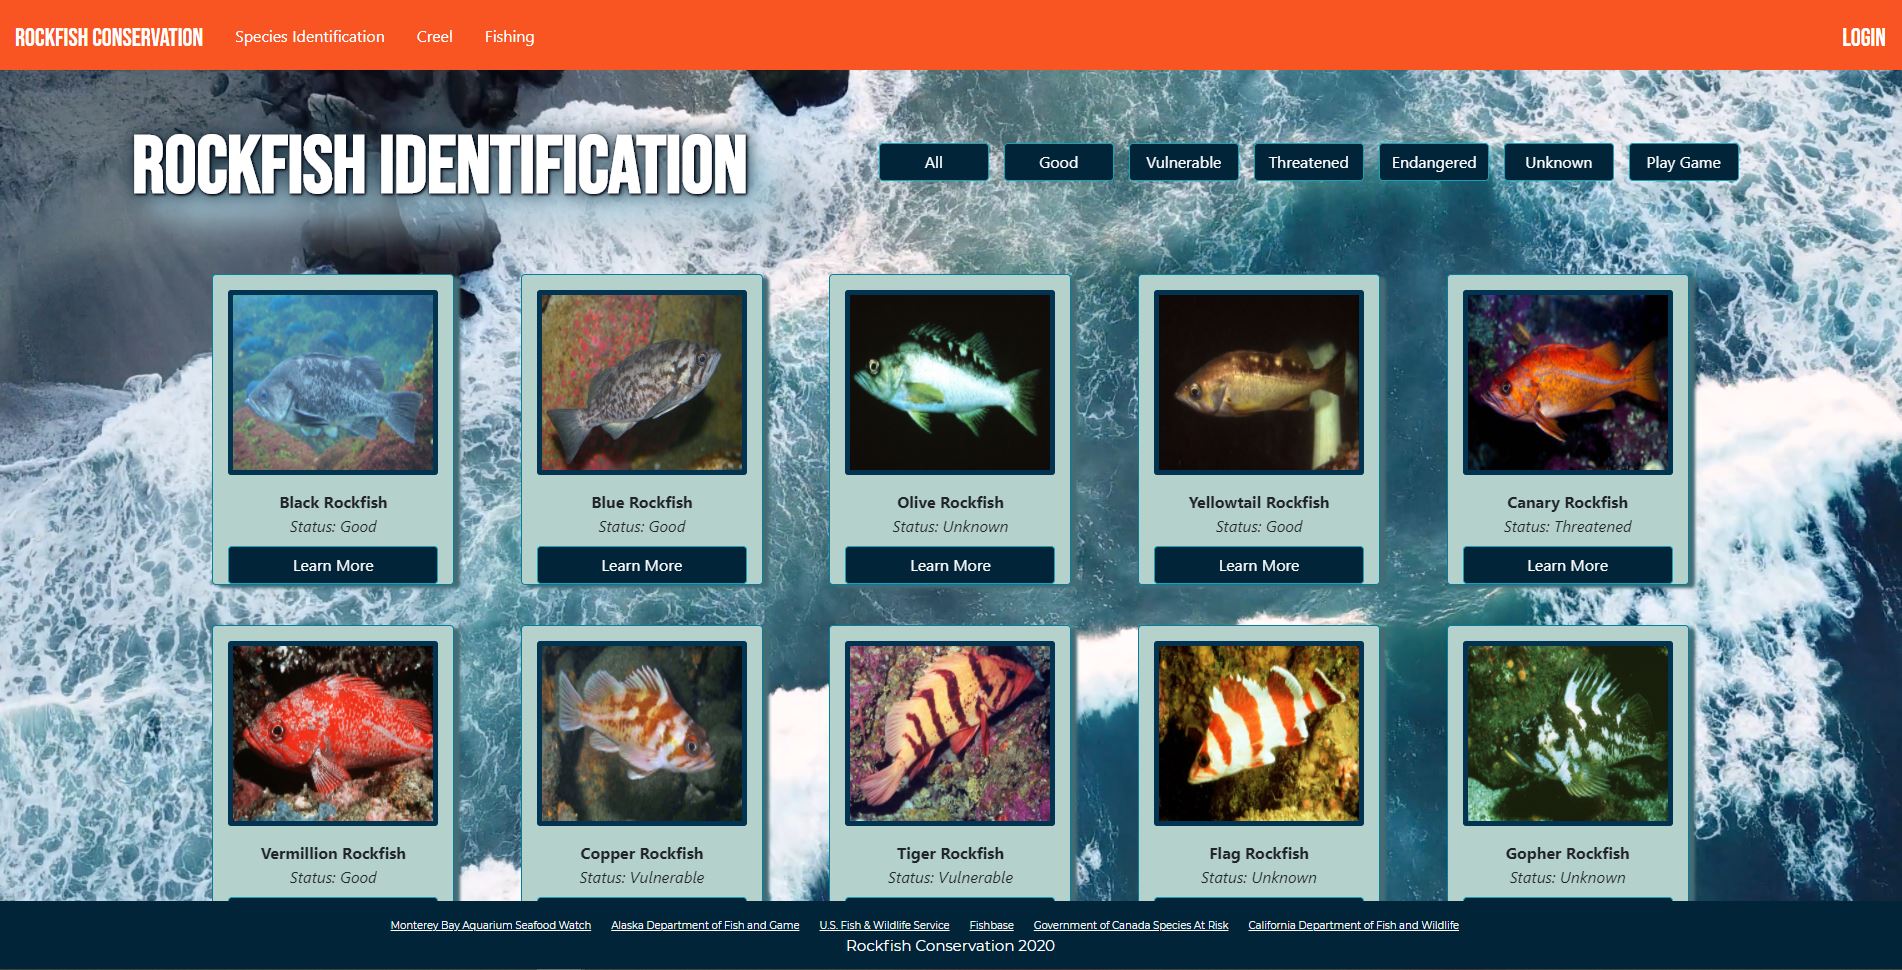 ROCKFISH CONSERVATION Species Identification Creel Fishing LOGIN
ROCKFISH IDENTIFICATION
All Good Vulnerable Threatened Endangered Unknown Play Game
Black Rockfish
Status: Good
Learn More
Blue Rockfish
Status: Good
Learn More
Olive Rockfish
Status: Unknown
Learn More
Yellowtail Rockfish
Status: Good
Learn More
Canary Rockfish
Status: Threatened
Learn More
Vermillion Rockfish
Status: Good
Copper Rockfish
Status: Vulnerable
Tiger Rockfish
Status: Vulnerable
Flag Rockfish
Status: Unknown
Gopher Rockfish
Status: Unknown
Monterey Bay Aquarium Seafood Watch Alaska Department of Fish and Game U.S. Fish & Wildlife Service Fishbase Government of Canada Species At Risk California Department of Fish and Wildlife
Rockfish Conservation 2020